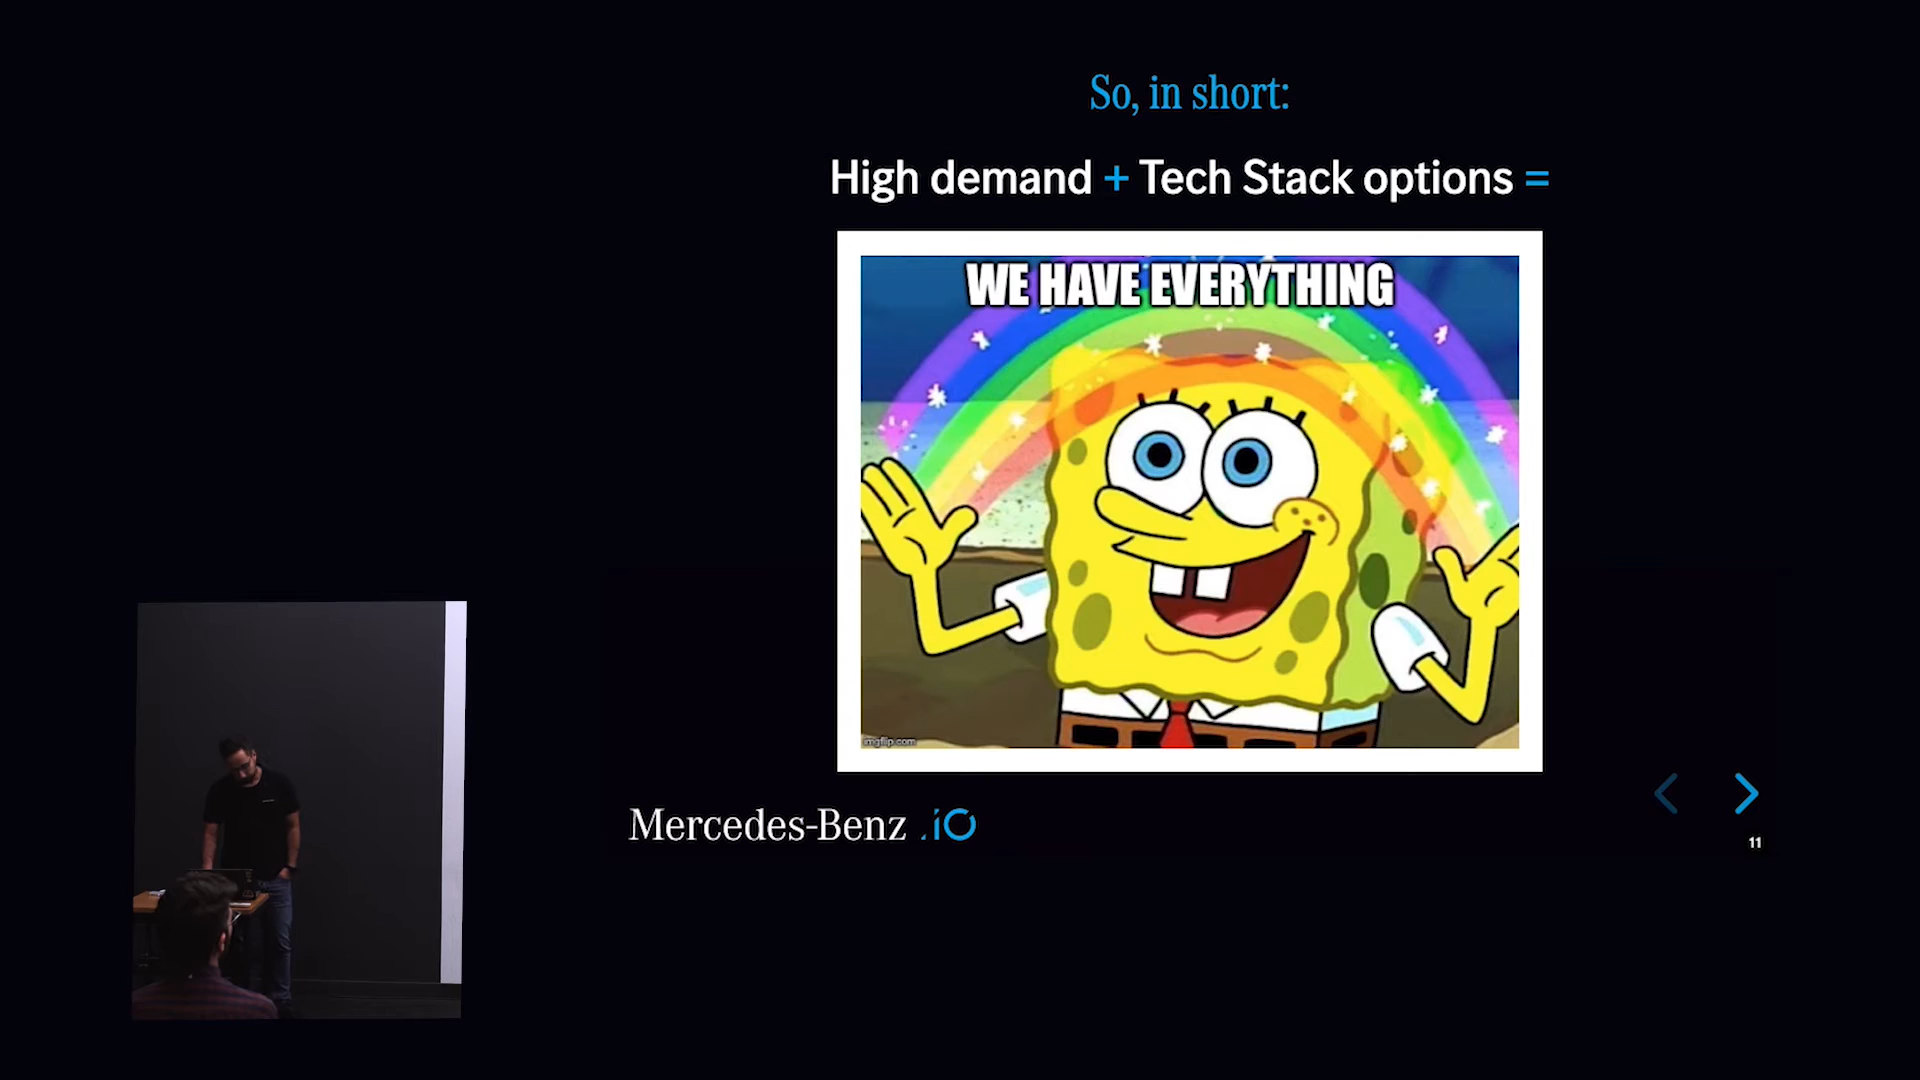 So, in short:
High demand + Tech Stack options =
WE HAVE EVERYTHING
imgflip.com
Mercedes-Benz .io
11